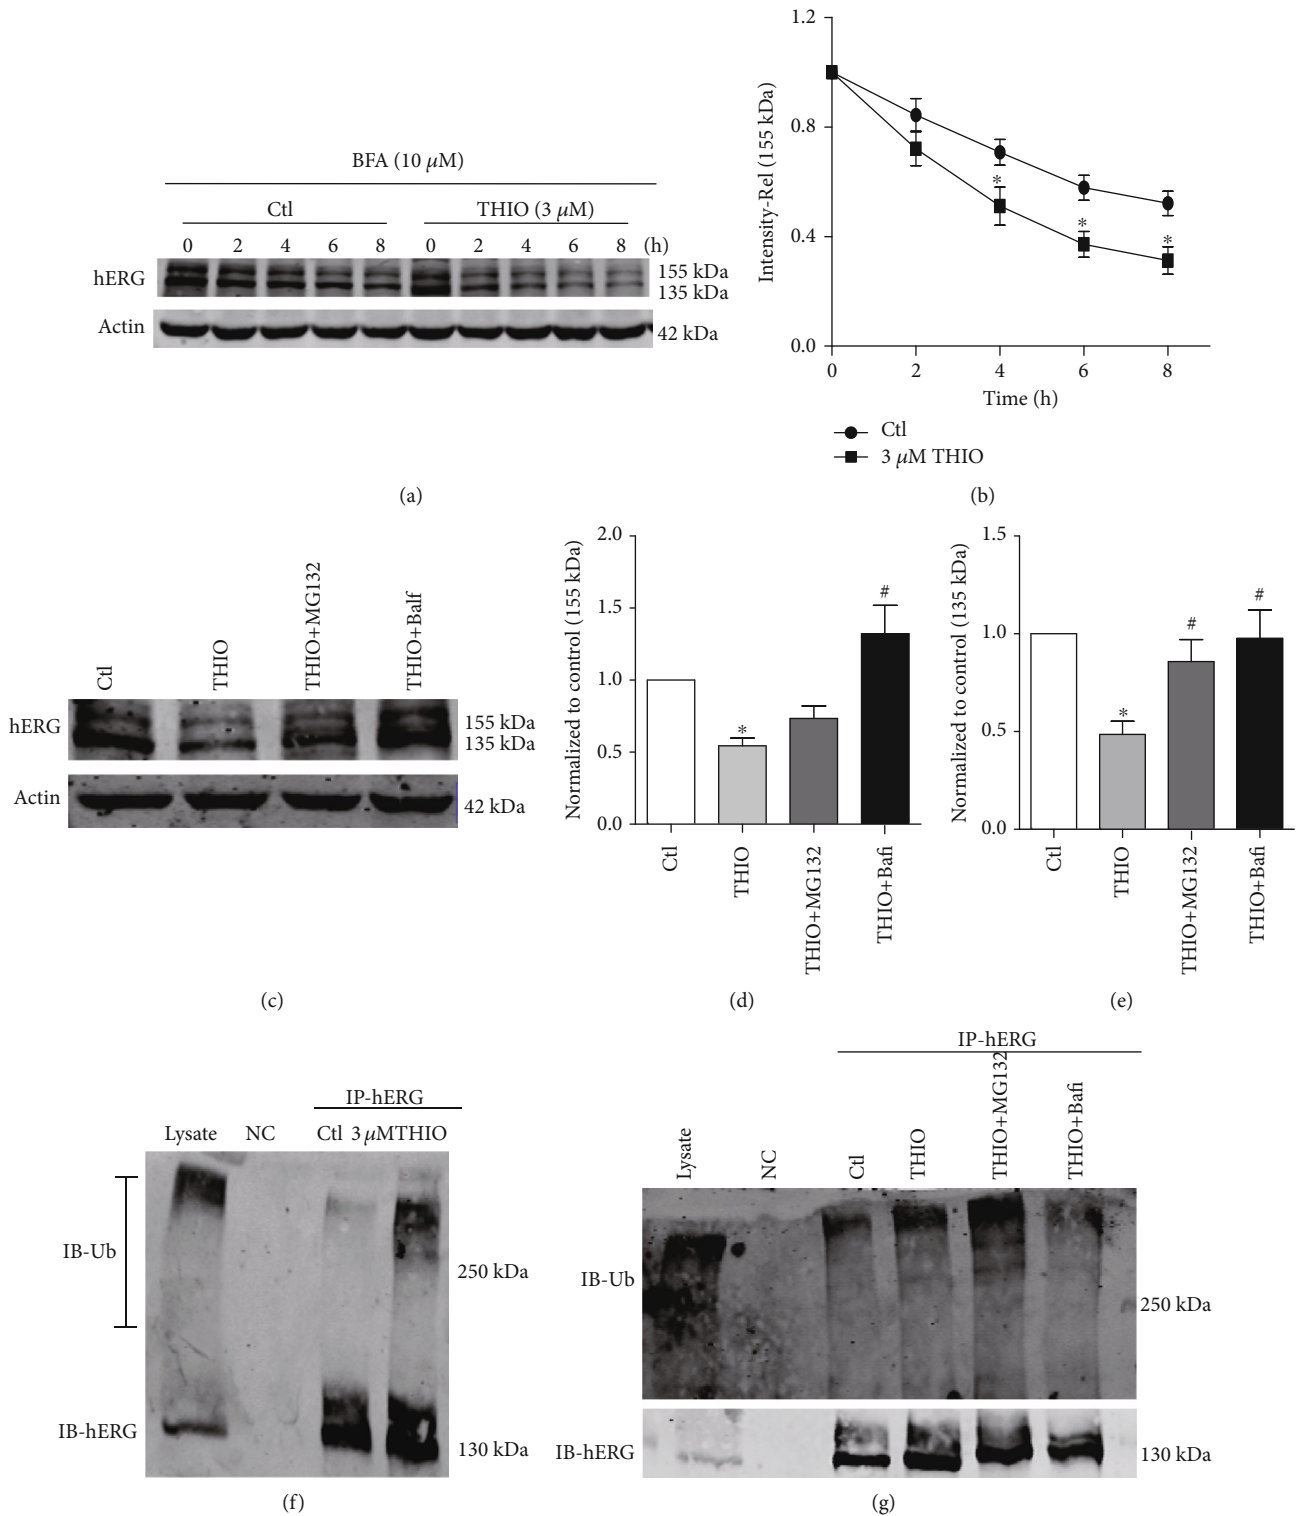 BFA (10 μM)
Ctl THIO (3 μM)
0 2 4 6 8 0 2 4 6 8 (h)
hERG 155 kDa
135 kDa
Actin 42 kDa
(a)
Intensity-Rel (155 kDa)
1.2
0.8
0.4
0.0
* * *
0 2 4 6 8
Time (h)
Ctl
3 μM THIO
(b)
Ctl THIO THIO+MG132 THIO+Balf
hERG 155 kDa
135 kDa
Actin 42 kDa
(c)
Normalized to control (155 kDa)
2.0
1.5
1.0
0.5
0.0
* #
Ctl THIO THIO+MG132 THIO+Bafi
(d)
Normalized to control (135 kDa)
1.5
1.0
0.5
0.0
* # #
Ctl THIO THIO+MG132 THIO+Bafi
(e)
IP-hERG
Lysate NC Ctl 3 μMTHIO
IB-Ub
250 kDa
IB-hERG
130 kDa
(f)
IP-hERG
Lysate NC Ctl THIO THIO+MG132 THIO+Bafi
IB-Ub
250 kDa
IB-hERG 130 kDa
(g)